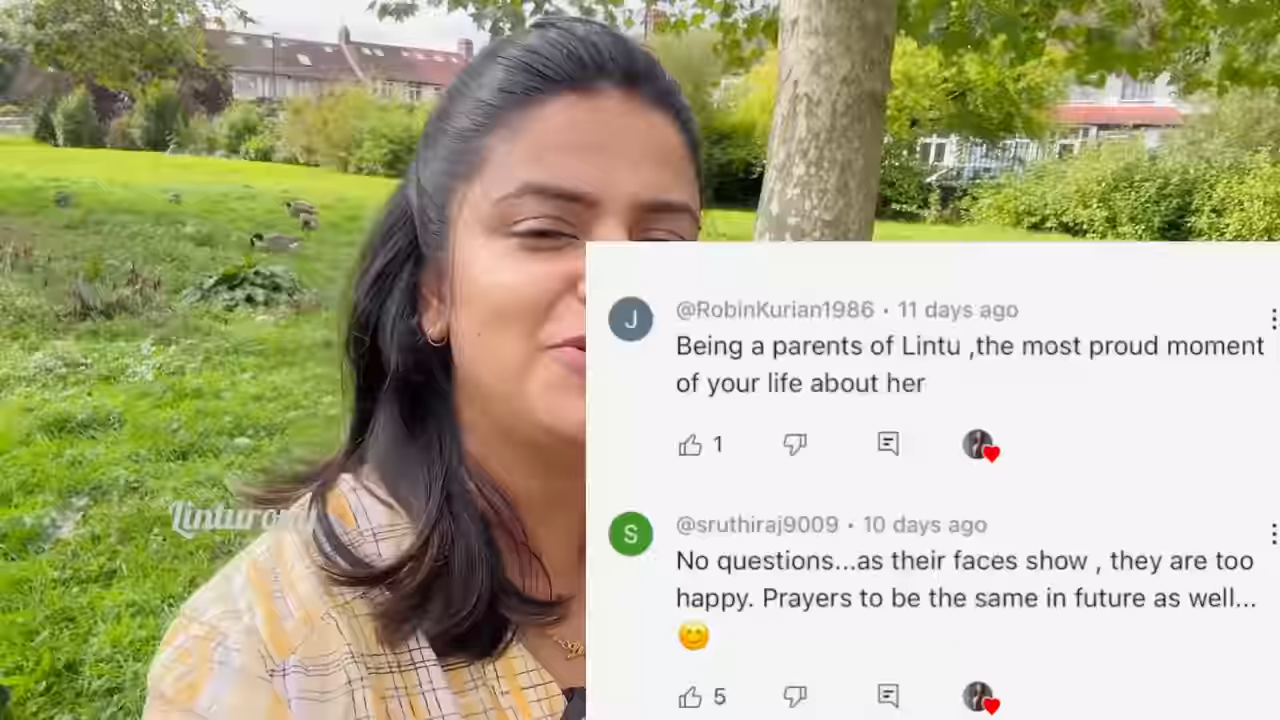 @RobinKurian1986 • 11 days ago
J
Being a parents of Lintu ,the most proud moment
of your life about her
1
@sruthiraj9009 • 10 days ago
S
No questions...as their faces show , they are too
happy. Prayers to be the same in future as well...
😊
5